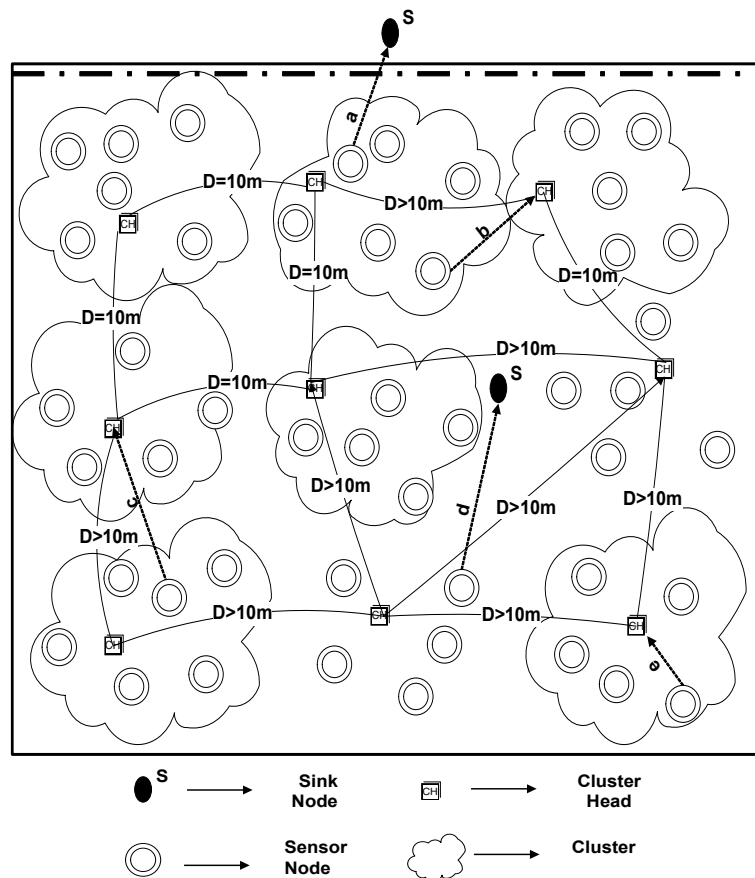 S
a
CH
D=10m
CH
D>10m
CH
b
D=10m
D=10m
D=10m
D>10m
CH
S
D=10m
CH
CH
c
D>10m
D>10m
d
D>10m
D>10m
CH
D>10m
CH
D>10m
CH
e
S
Sink
Node
CH
Cluster
Head
Sensor
Node
Cluster